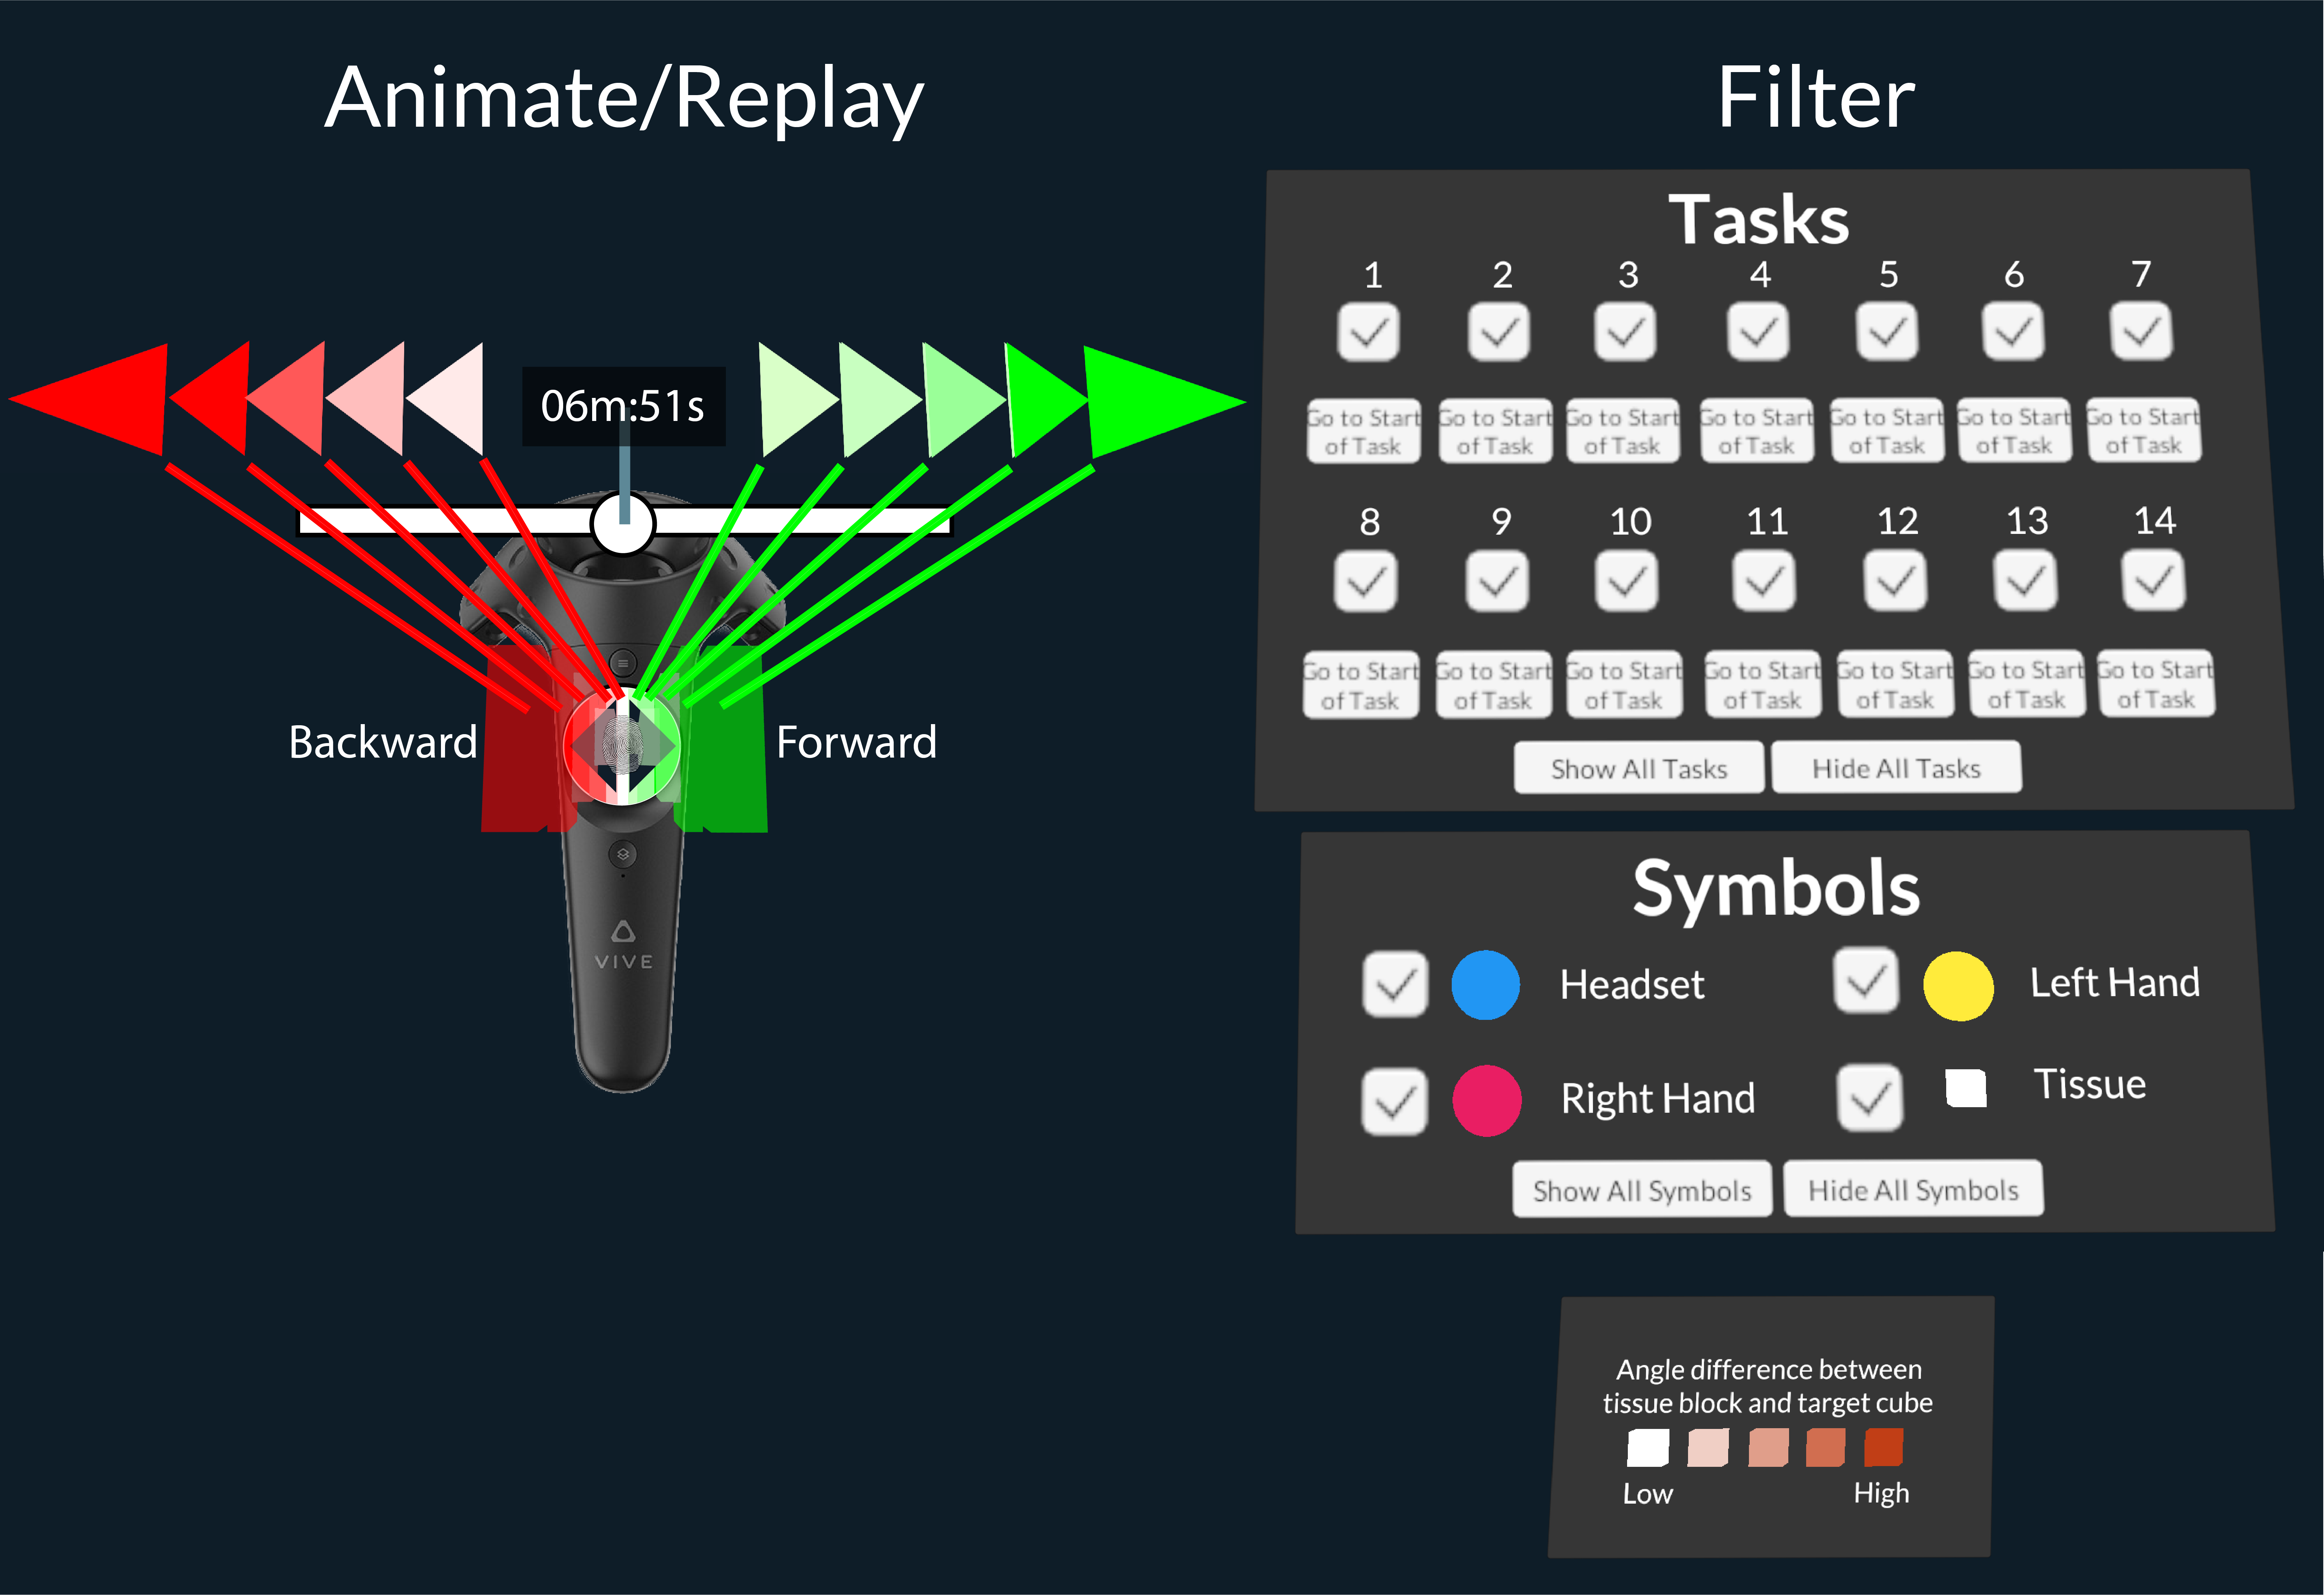 Animate/Replay
06m:51s
Backward
Forward
VIVE
Filter
Tasks
1 2 3 4 5 6 7
Go to Start Go to Start Go to Start Go to Start Go to Start Go to Start Go to Start
of Task of Task of Task of Task of Task of Task of Task
8 9 10 11 12 13 14
Go to Start Go to Start Go to Start Go to Start Go to Start Go to Start Go to Start
of Task of Task of Task of Task of Task of Task of Task
Show All Tasks Hide All Tasks
Symbols
Headset Left Hand
Right Hand Tissue
Show All Symbols Hide All Symbols
Angle difference between
tissue block and target cube
Low High